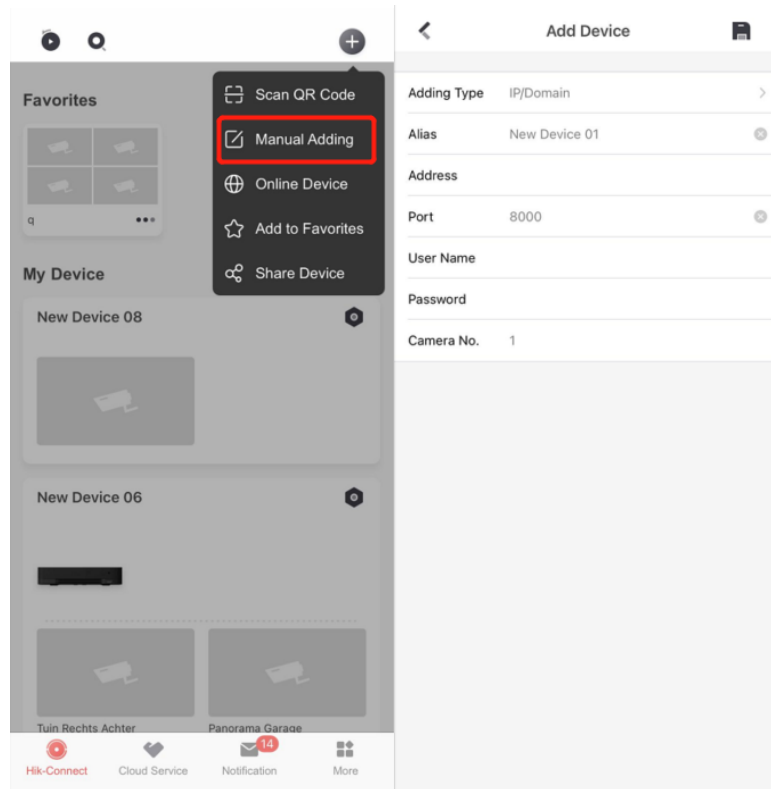 Favorites
q
My Device
New Device 08
New Device 06
Tuin Rechts Achter
Panorama Garage
Scan QR Code
Manual Adding
Online Device
Add to Favorites
Share Device
Hik-Connect
Cloud Service
14
Notification
More
Add Device
Adding Type IP/Domain
Alias New Device 01
Address
Port 8000
User Name
Password
Camera No. 1